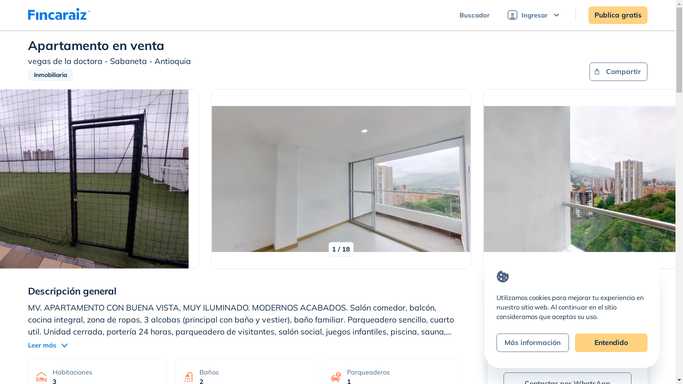 Fincaraiz
Buscador
Ingresar
Publica gratis
Apartamento en venta
vegas de la doctora - Sabaneta - Antioquia
Inmobiliaria
Compartir
1 / 18
Descripción general
MV. APARTAMENTO CON BUENA VISTA, MUY ILUMINADO. MODERNOS ACABADOS. Salón comedor, balcón,
cocina integral, zona de ropas, 3 alcobas (principal con baño y vestier), baño familiar. Parqueadero sencillo, cuarto
util. Unidad cerrada, portería 24 horas, parqueadero de visitantes, salón social, juegos infantiles, piscina, sauna,...
Leer más
Habitaciones
3
Baños
2
Parqueaderos
1
Utilizamos cookies para mejorar tu experiencia en
nuestro sitio web. Al continuar en el sitio
consideramos que aceptas su uso.
Más información
Entendido
Contactar por WhatsApp